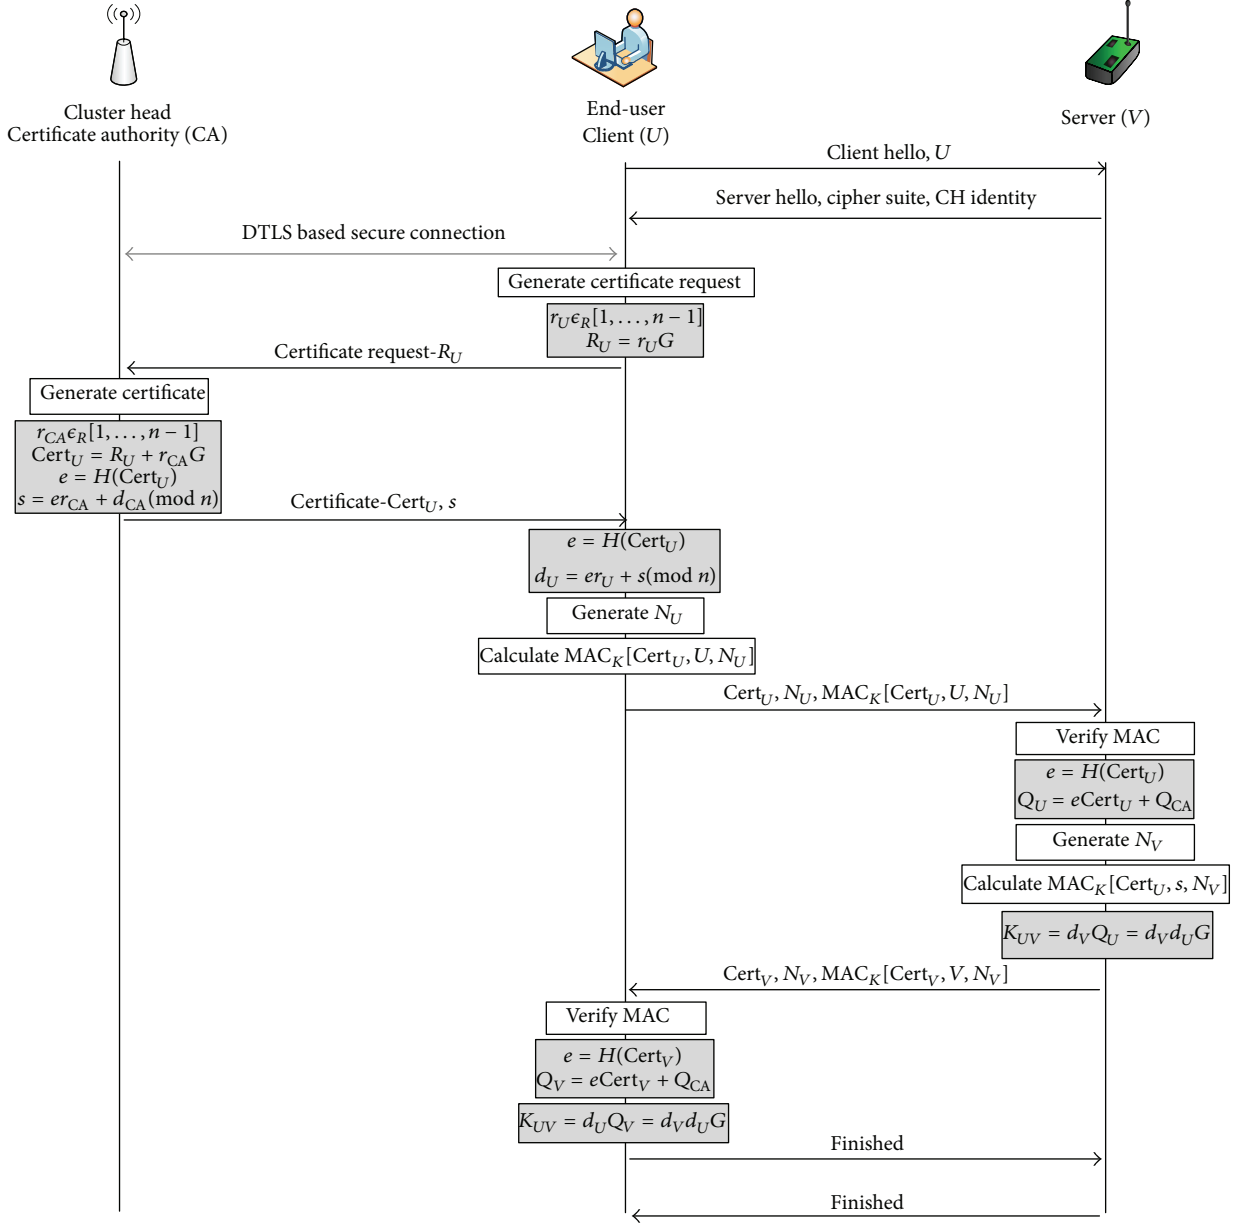 Cluster head
Certificate authority (CA)
End-user
Client (U)
Server (V)
Client hello, U
Server hello, cipher suite, CH identity
DTLS based secure connection
Generate certificate request
r_U ϵ_R [1, . . . , n − 1]
R_U = r_U G
Certificate request-R_U
Generate certificate
r_CA ϵ_R [1, . . . , n − 1]
Cert_U = R_U + r_CA G
e = H(Cert_U)
s = er_CA + d_CA (mod n)
Certificate-Cert_U, s
e = H(Cert_U)
d_U = er_U + s(mod n)
Generate N_U
Calculate MAC_K[Cert_U, U, N_U]
Cert_U, N_U, MAC_K[Cert_U, U, N_U]
Verify MAC
e = H(Cert_U)
Q_U = eCert_U + Q_CA
Generate N_V
Calculate MAC_K[Cert_U, s, N_V]
K_UV = d_V Q_U = d_V d_U G
Cert_V, N_V, MAC_K[Cert_V, V, N_V]
Verify MAC
e = H(Cert_V)
Q_V = eCert_V + Q_CA
K_UV = d_U Q_V = d_V d_U G
Finished
Finished